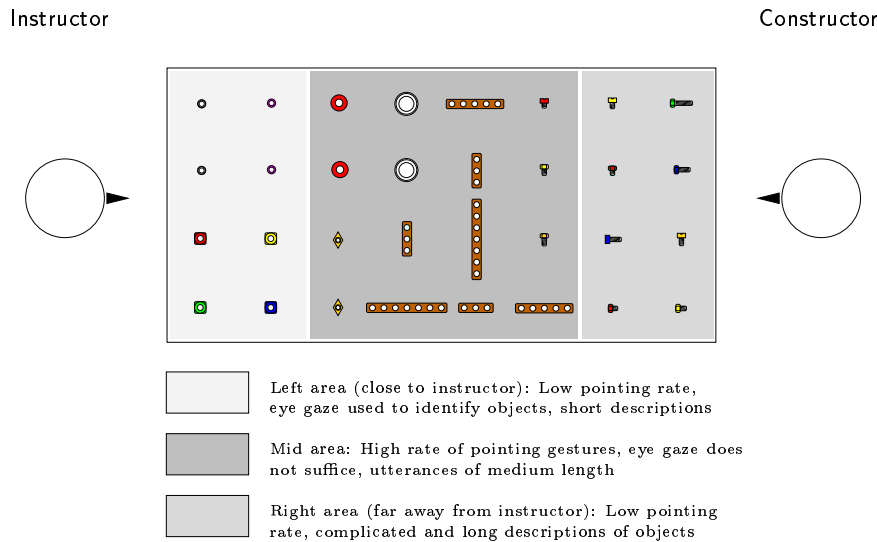 Instructor
Constructor
Left area (close to instructor): Low pointing rate,
eye gaze used to identify objects, short descriptions
Mid area: High rate of pointing gestures, eye gaze does
not suffice, utterances of medium length
Right area (far away from instructor): Low pointing
rate, complicated and long descriptions of objects